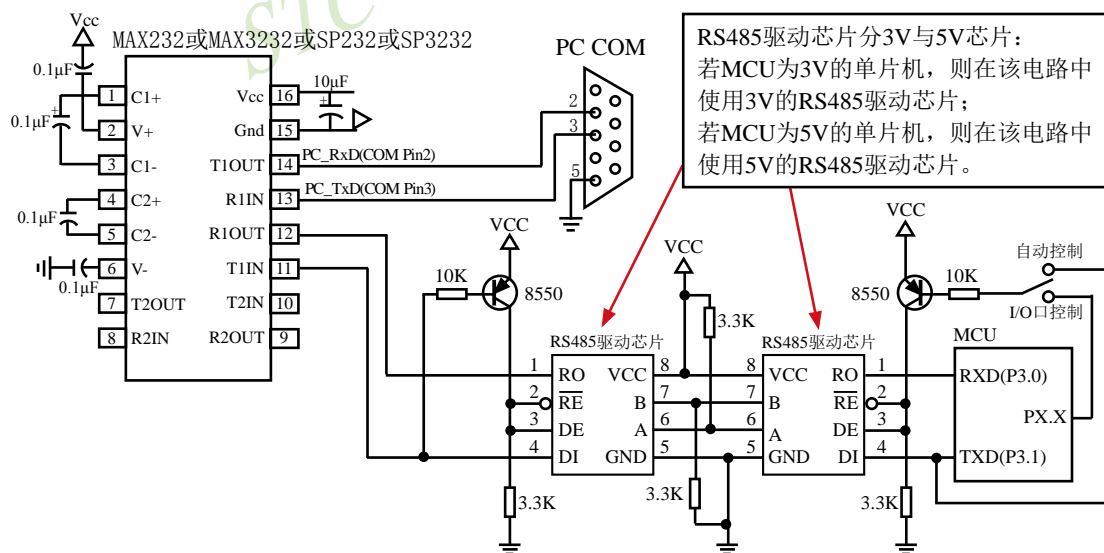 STC
Vcc
MAX232或MAX3232或SP232或SP3232
PC COM
RS485驱动芯片分3V与5V芯片：
若MCU为3V的单片机，则在该电路中
使用3V的RS485驱动芯片；
若MCU为5V的单片机，则在该电路中
使用5V的RS485驱动芯片。
0.1µF
10µF
1 C1+ Vcc 16
0.1µF
2 V+ Gnd 15
3 C1- T1OUT 14
PC_RxD(COM Pin2)
4 C2+ R1IN 13
PC_TxD(COM Pin3)
0.1µF
5 C2- R1OUT 12
6 V- T1IN 11
0.1µF
7 T2OUT T2IN 10
8 R2IN R2OUT 9
2
3
5
VCC
10K
8550
VCC
3.3K
VCC
8550
10K
自动控制
I/O口控制
RS485驱动芯片
1 RO VCC 8
2 RE B 7
3 DE A 6
4 DI GND 5
3.3K
3.3K
RS485驱动芯片
8 VCC RO 1
7 B RE 2
6 A DE 3
5 GND DI 4
3.3K
MCU
RXD(P3.0)
PX.X
TXD(P3.1)